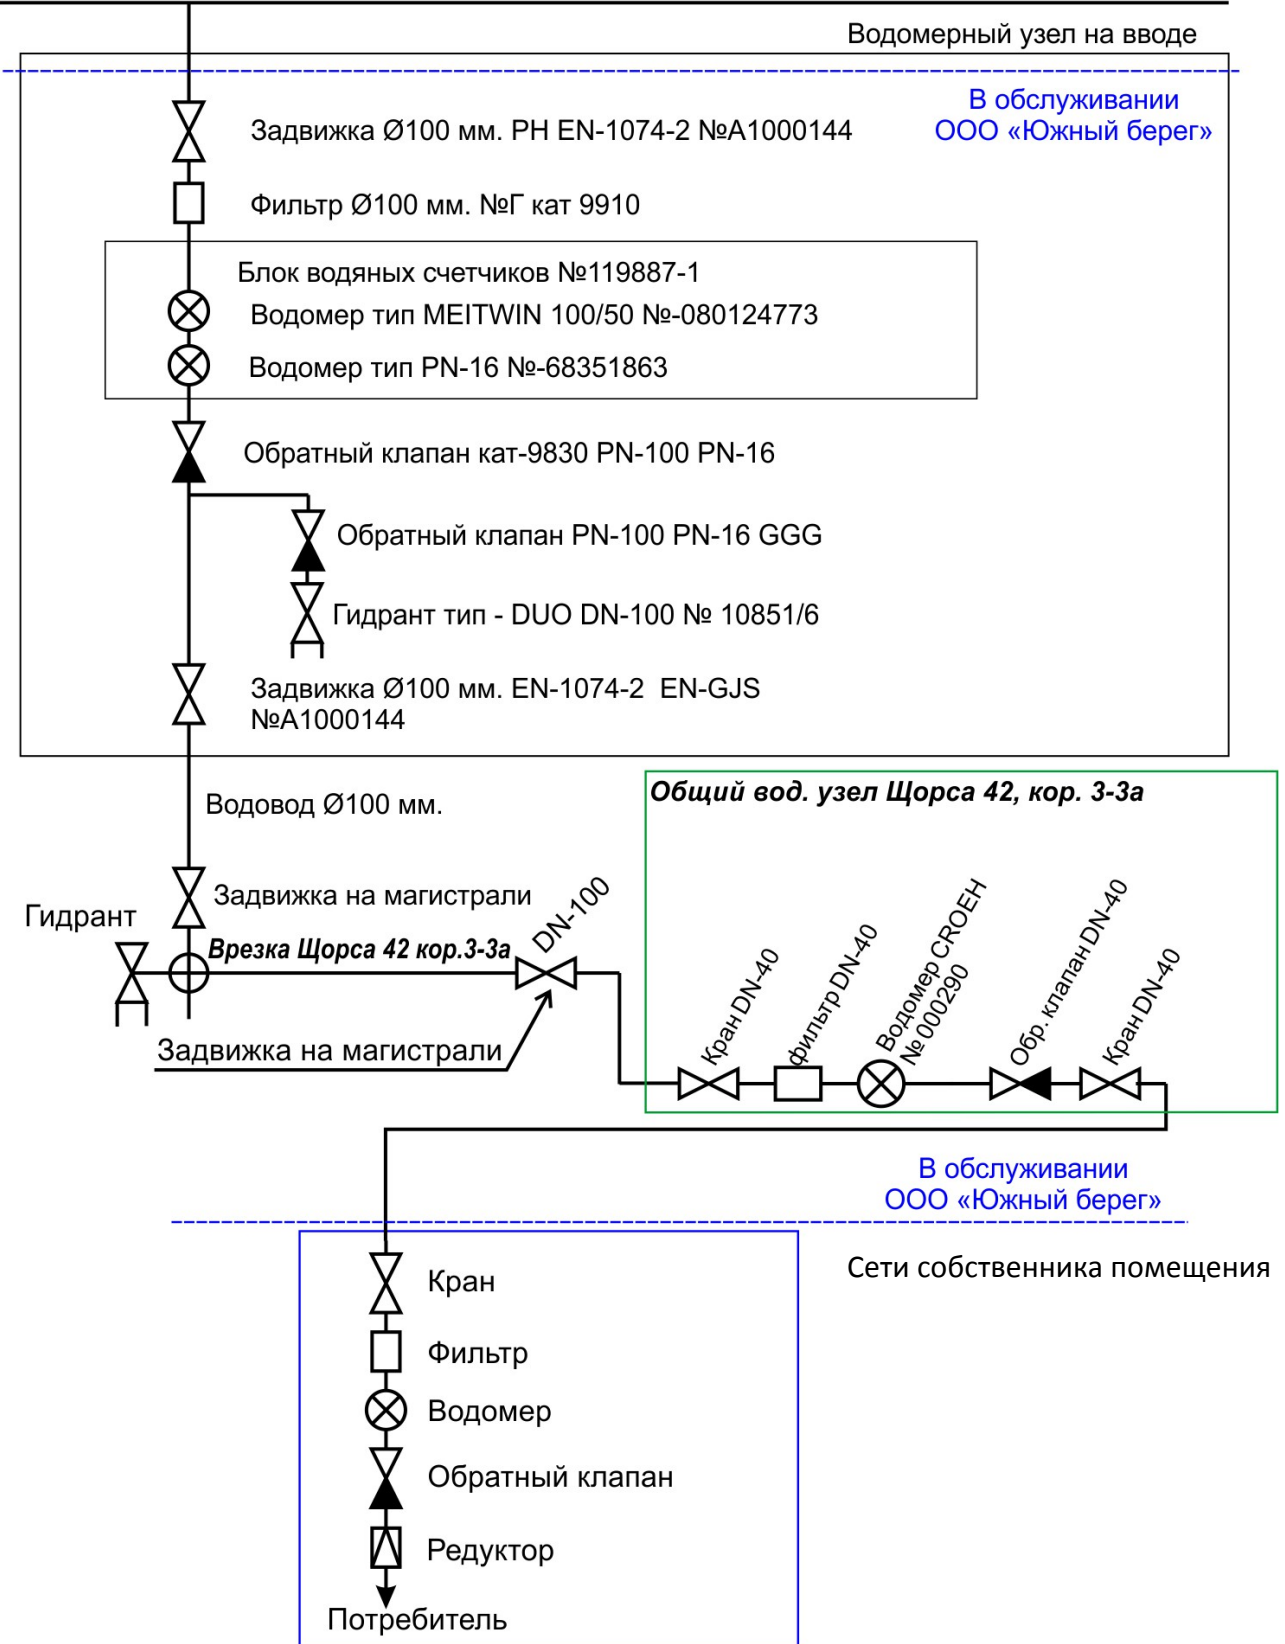 Водомерный узел на вводе
В обслуживании
ООО «Южный берег»
Задвижка Ø100 мм. PH EN-1074-2 №A1000144
Фильтр Ø100 мм. №Г кат 9910
Блок водяных счетчиков №119887-1
Водомер тип MEITWIN 100/50 №-080124773
Водомер тип PN-16 №-68351863
Обратный клапан кат-9830 PN-100 PN-16
Обратный клапан PN-100 PN-16 GGG
Гидрант тип - DUO DN-100 № 10851/6
Задвижка Ø100 мм. EN-1074-2 EN-GJS
№A1000144
Водовод Ø100 мм.
Общий вод. узел Щорса 42, кор. 3-3а
Задвижка на магистрали
Гидрант
Врезка Щорса 42 кор.3-3а
DN-100
Задвижка на магистрали
Кран DN-40
фильтр DN-40
Водомер CROEH
№ 000290
Обр. клапан DN-40
Кран DN-40
В обслуживании
ООО «Южный берег»
Сети собственника помещения
Кран
Фильтр
Водомер
Обратный клапан
Редуктор
Потребитель